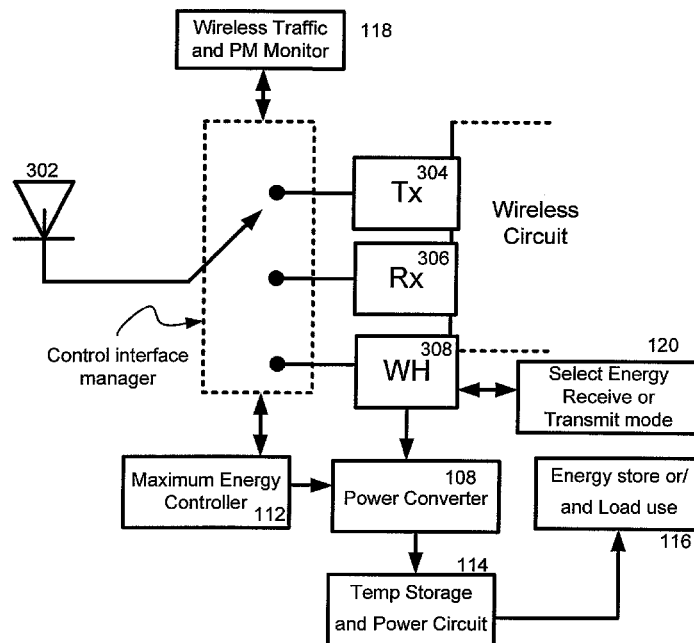 Wireless Traffic
and PM Monitor
118
302
304
Tx
Wireless
Circuit
306
Rx
Control interface
manager
308
WH
120
Select Energy
Receive or
Transmit mode
Maximum Energy
Controller
112
108
Power Converter
Energy store or/
and Load use
116
114
Temp Storage
and Power Circuit